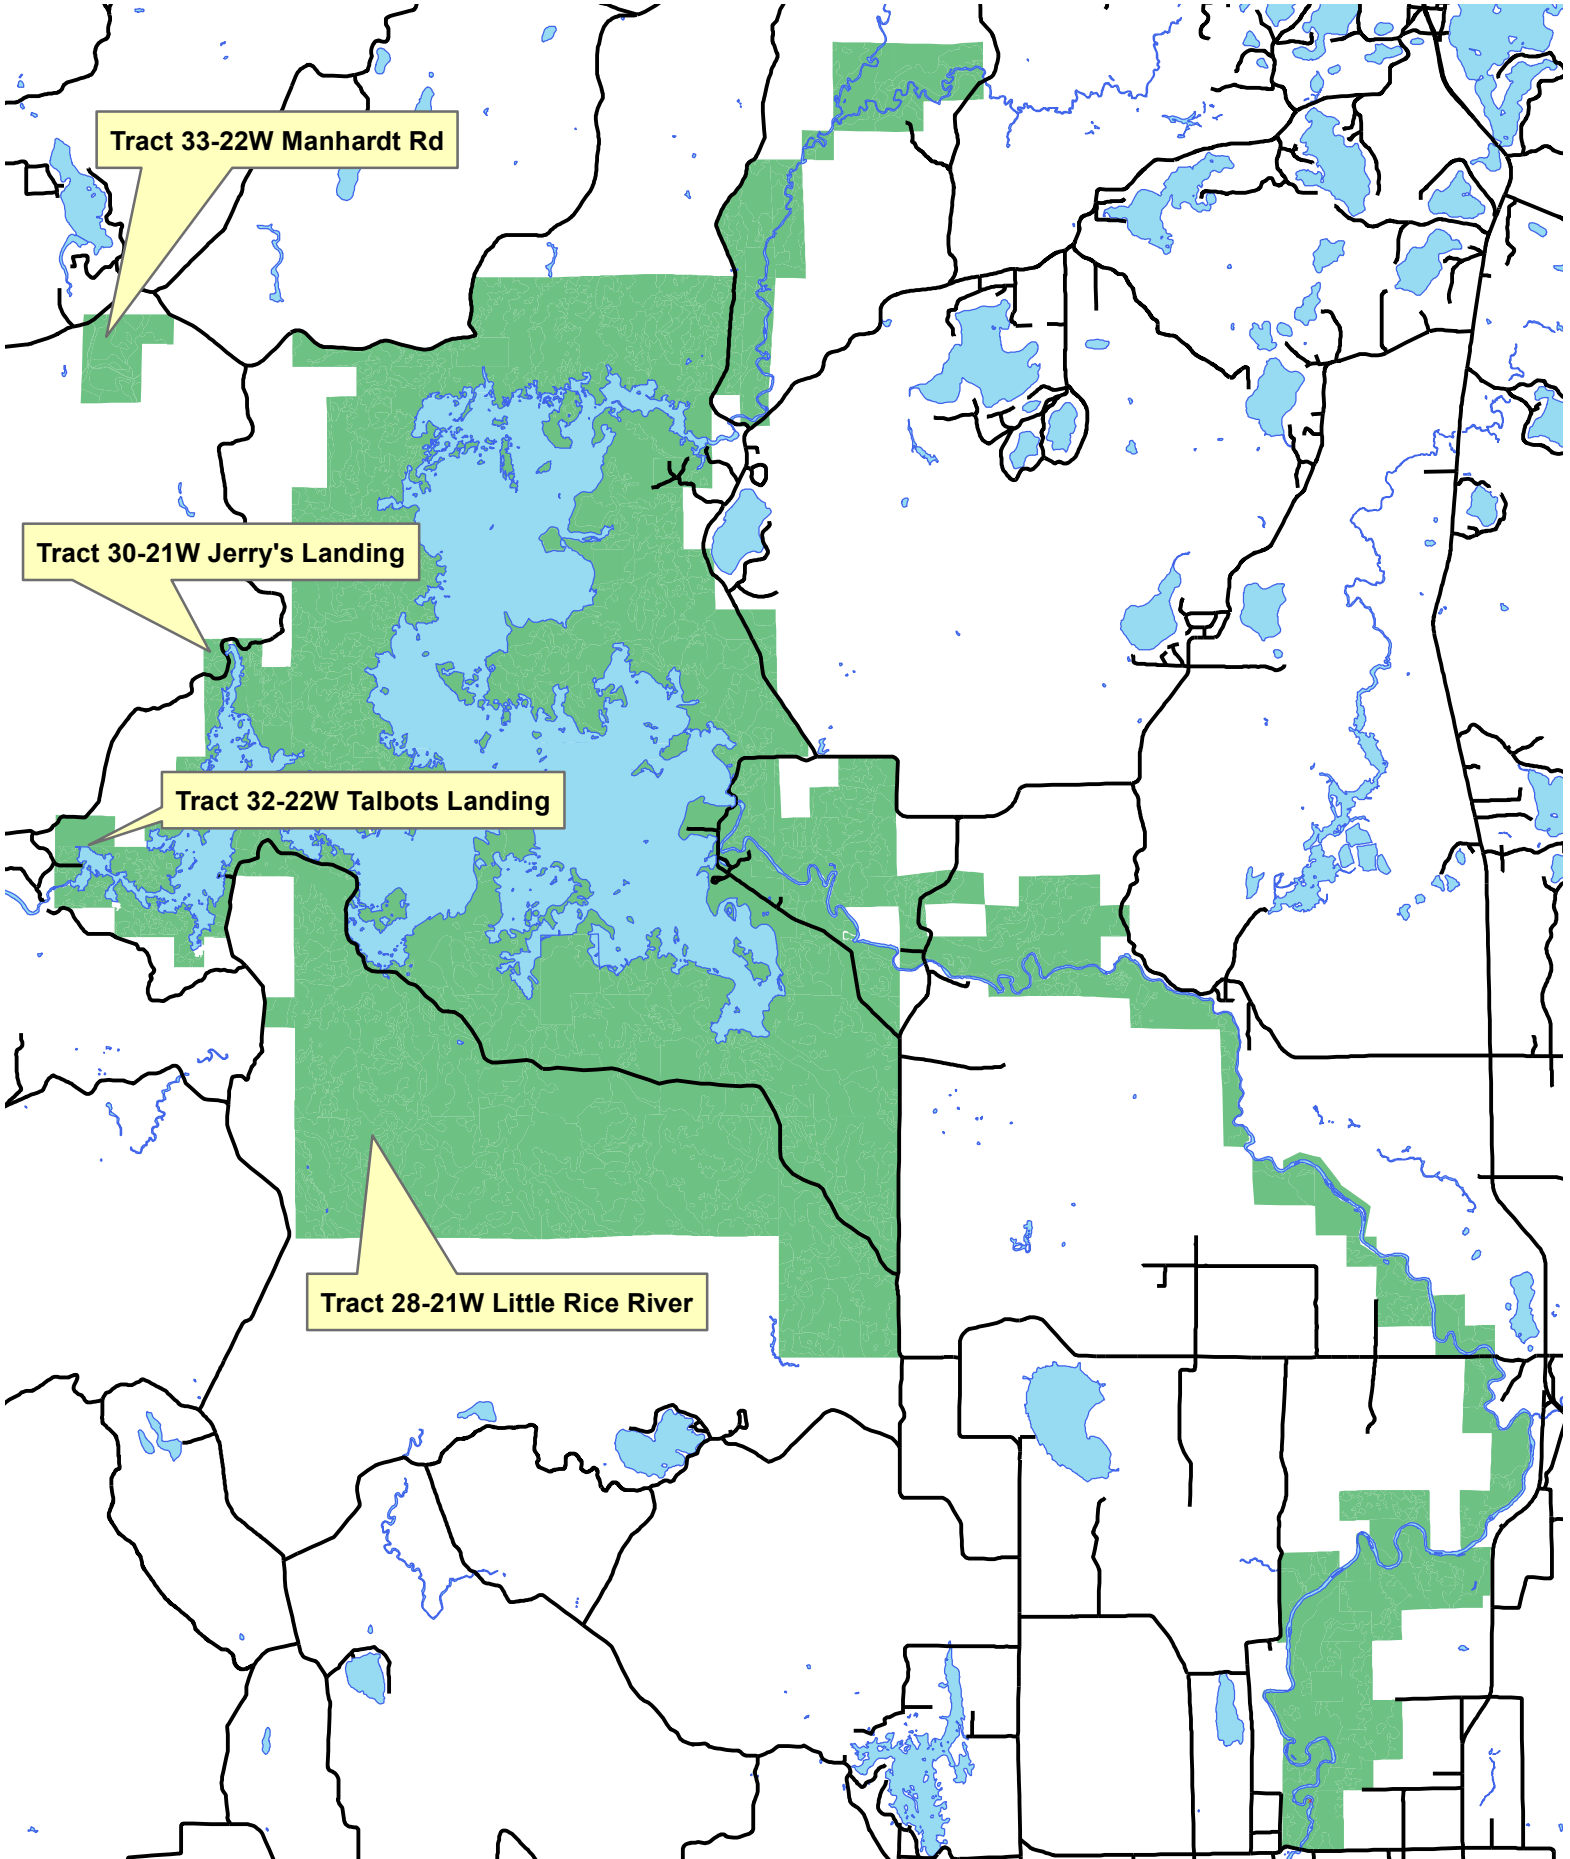 Tract 33-22W Manhardt Rd
Tract 30-21W Jerry's Landing
Tract 32-22W Talbots Landing
Tract 28-21W Little Rice River